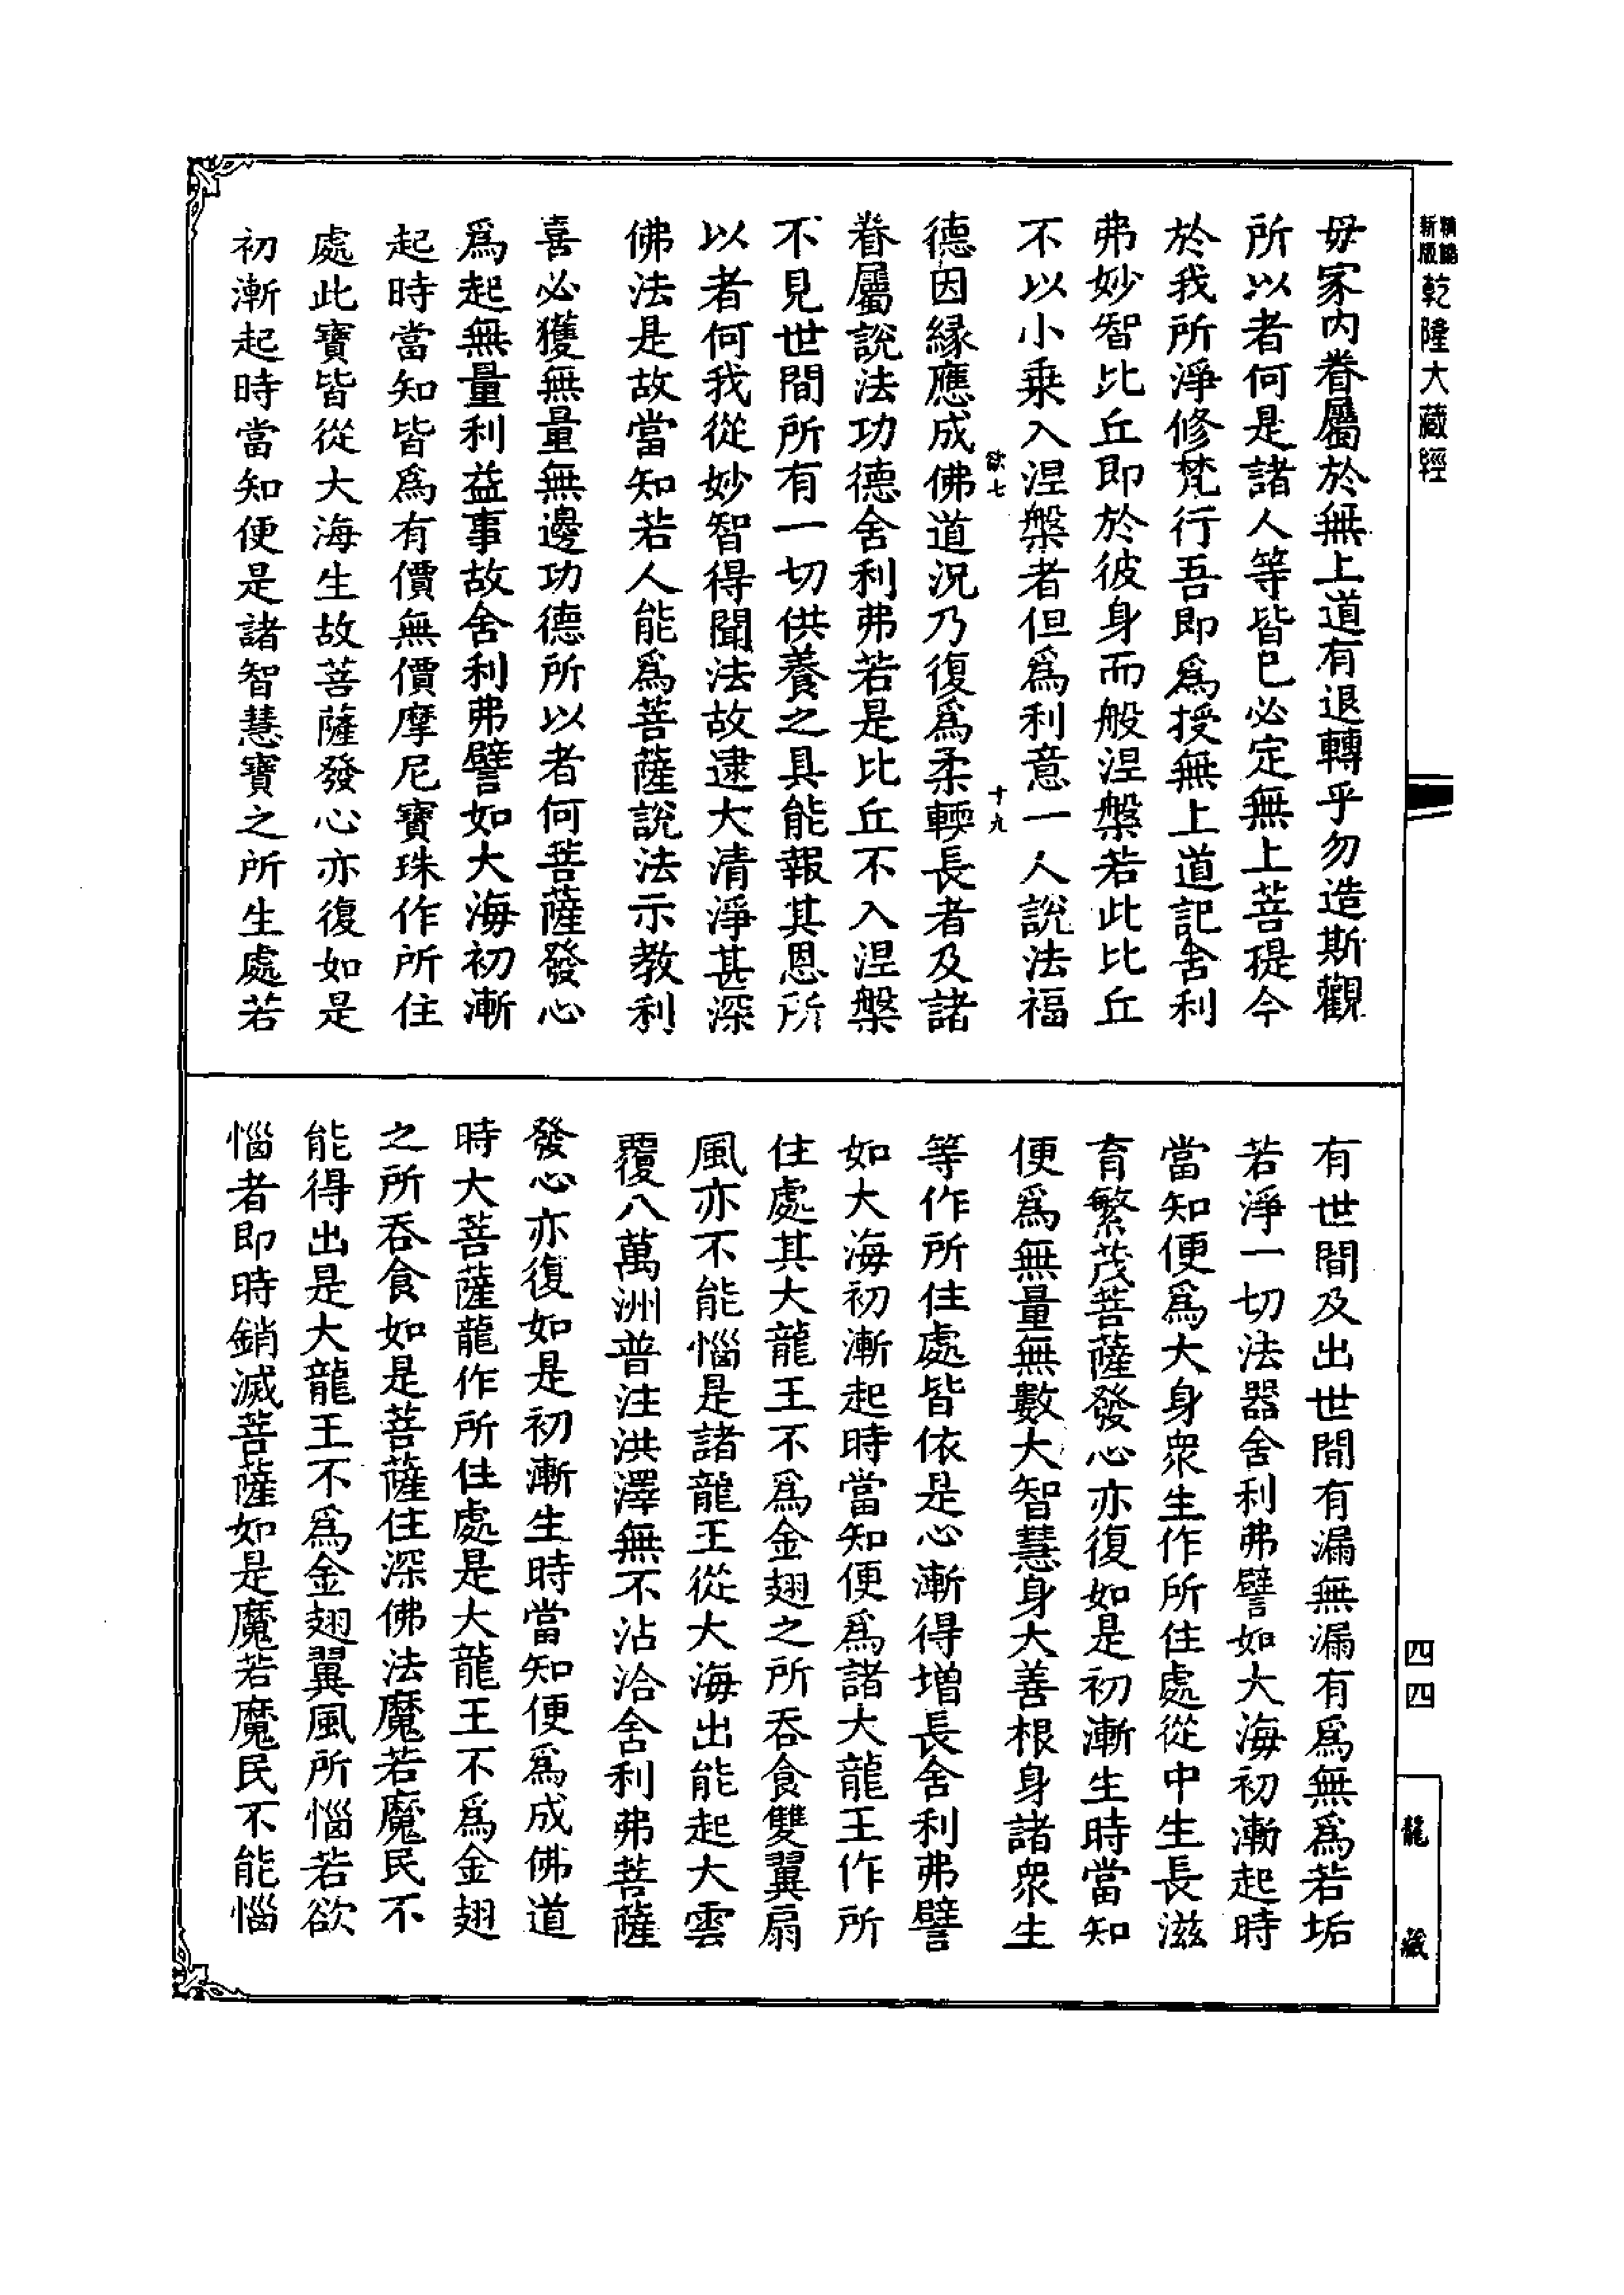 新版
乾隆大藏經
毋家内眷屬於無上道有退轉乎勿造斯觀
所以者何是諸人等皆已必定無上菩提今
於我所淨修梵行吾即爲授無上道記舍利
弗妙智比丘即於彼身而般涅槃若此比丘
不以小乗入涅槃者但爲利意一人說法福
欲七
十九
德因緣應成佛道況乃復爲柔輭長者及諸
眷屬說法功德舍利弗若是比丘不入涅槃
不見世間所有一切供養之具能報其恩所
以者何我從妙智得聞法故逮大清淨甚深
佛法是故當知若人能爲菩薩說法示教利
喜必獲無量無邊功德所以者何菩薩發心
爲起無量利益事故舍利弗譬如大海初漸
起時當知皆爲有價無價摩尼寶珠作所住
處此寶皆從大海生故菩薩發心亦復如是
初漸起時當知便是諸智慧寶之所生處若
有世間及出世間有漏無漏有爲無爲若垢
若淨一切法器舍利弗譬如大海初漸起時
當知便爲大身衆生作所住處從中生長滋
育繁茂菩薩發心亦復如是初漸生時當知
便爲無量無數大智慧身大善根身諸衆生
等作所住處皆依是心漸得增長舍利弗譬
如大海初漸起時當知便爲諸大龍王作所
住處其大龍王不爲金翅之所吞食雙翼扇
風亦不能惱是諸龍王從大海出能起大雲
覆八萬洲普注洪澤無不沾洽舍利弗菩薩
發心亦復如是初漸生時當知便爲成佛道
時大菩薩龍作所住處是大龍王不爲金翅
之所吞食如是菩薩住深佛法魔若魔民不
能得出是大龍王不爲金翅翼風所惱若欲
惱者即時銷滅菩薩如是魔若魔民不能惱
四四
龍藏